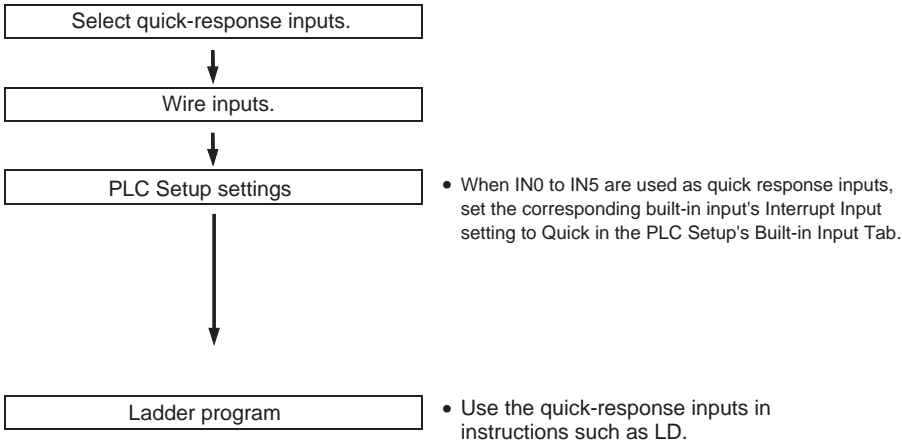 Select quick-response inputs.
Wire inputs.
PLC Setup settings
• When IN0 to IN5 are used as quick response inputs,
set the corresponding built-in input's Interrupt Input
setting to Quick in the PLC Setup's Built-in Input Tab.
Ladder program
• Use the quick-response inputs in
instructions such as LD.